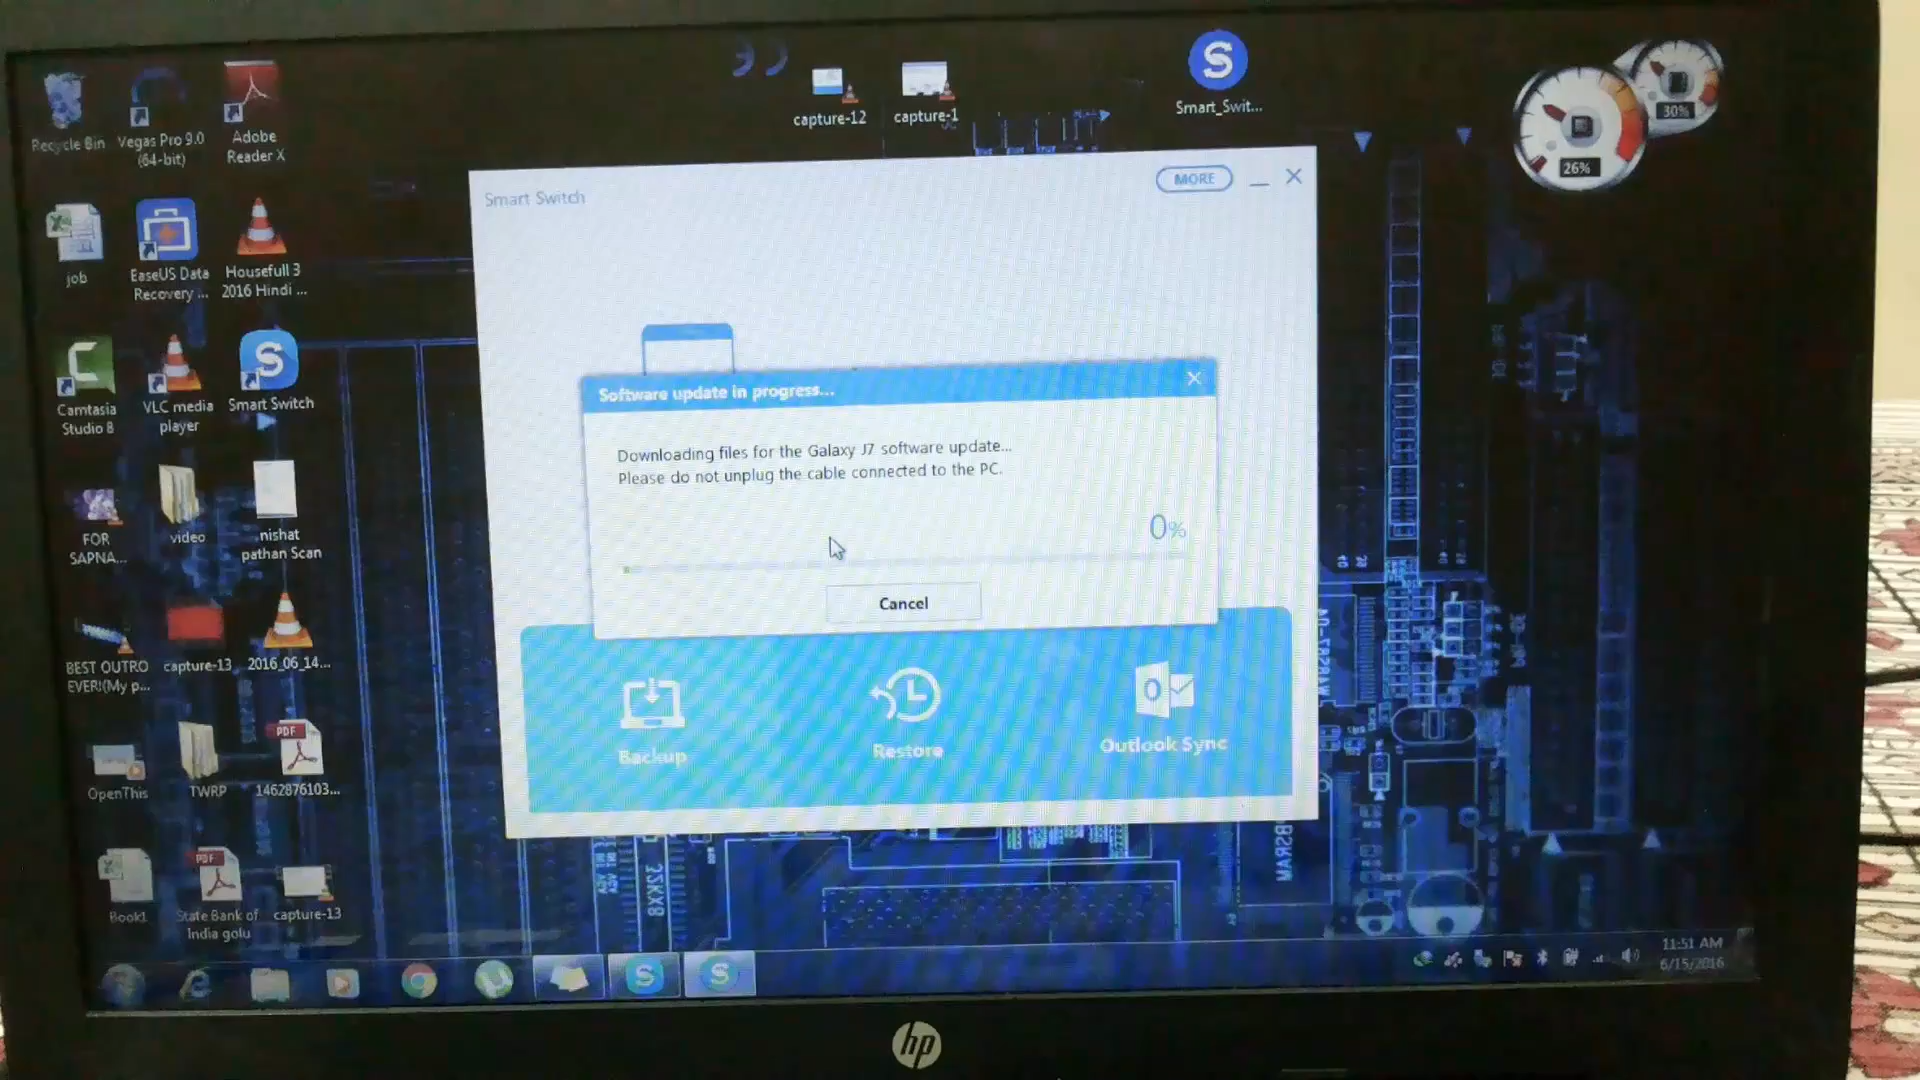 Recycle Bin
Vegas Pro 9.0
(64-bit)
Adobe
Reader X
capture-12
capture-1
Smart_Swit...
30%
26%
job
EaseUS Data
Recovery ...
Housefull 3
2016 Hindi ...
Camtasia
Studio 8
VLC media
player
Smart Switch
FOR
SAPNA...
video
nishat
pathan Scan
BEST OUTRO
EVER!(My p...
capture-13
2016_06_14...
OpenThis
TWRP
PDF
1462876103...
Book1
PDF
State Bank of
India golu
capture-13
Smart Switch
MORE
Software update in progress...
Downloading files for the Galaxy J7 software update...
Please do not unplug the cable connected to the PC.
0%
Cancel
Backup
Restore
Outlook Sync
32KX8
11:51 AM
6/15/2016
hp